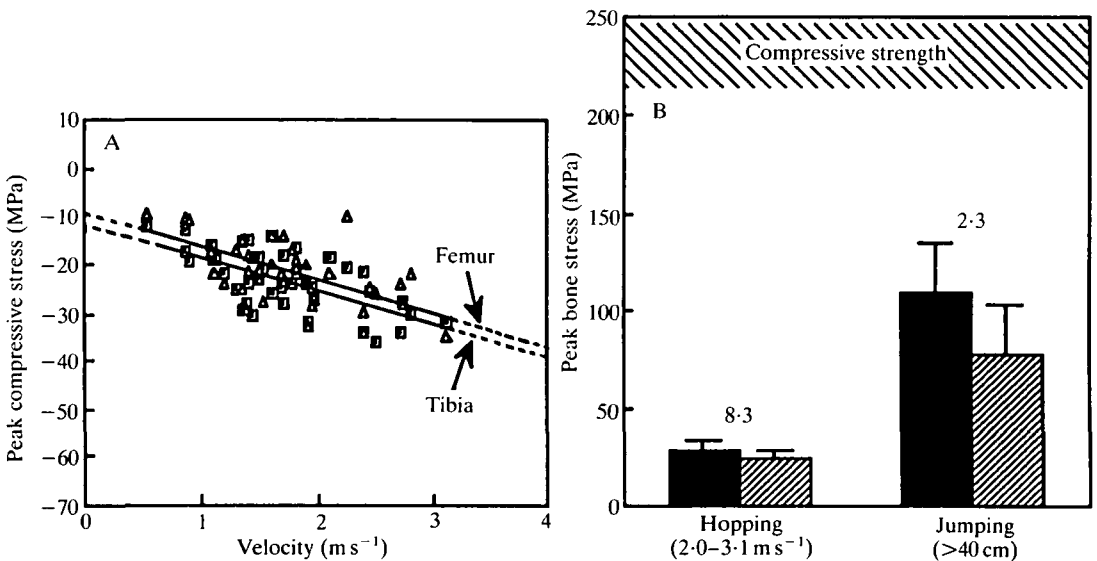 A
10
0
−10
−20
−30
−40
−50
−60
−70
Peak compressive stress (MPa)
Femur
Tibia
0 1 2 3 4
Velocity (m s⁻¹)
B
250
200
150
100
50
0
Peak bone stress (MPa)
Compressive strength
8·3
2·3
Hopping
(2·0–3·1 m s⁻¹)
Jumping
(>40 cm)